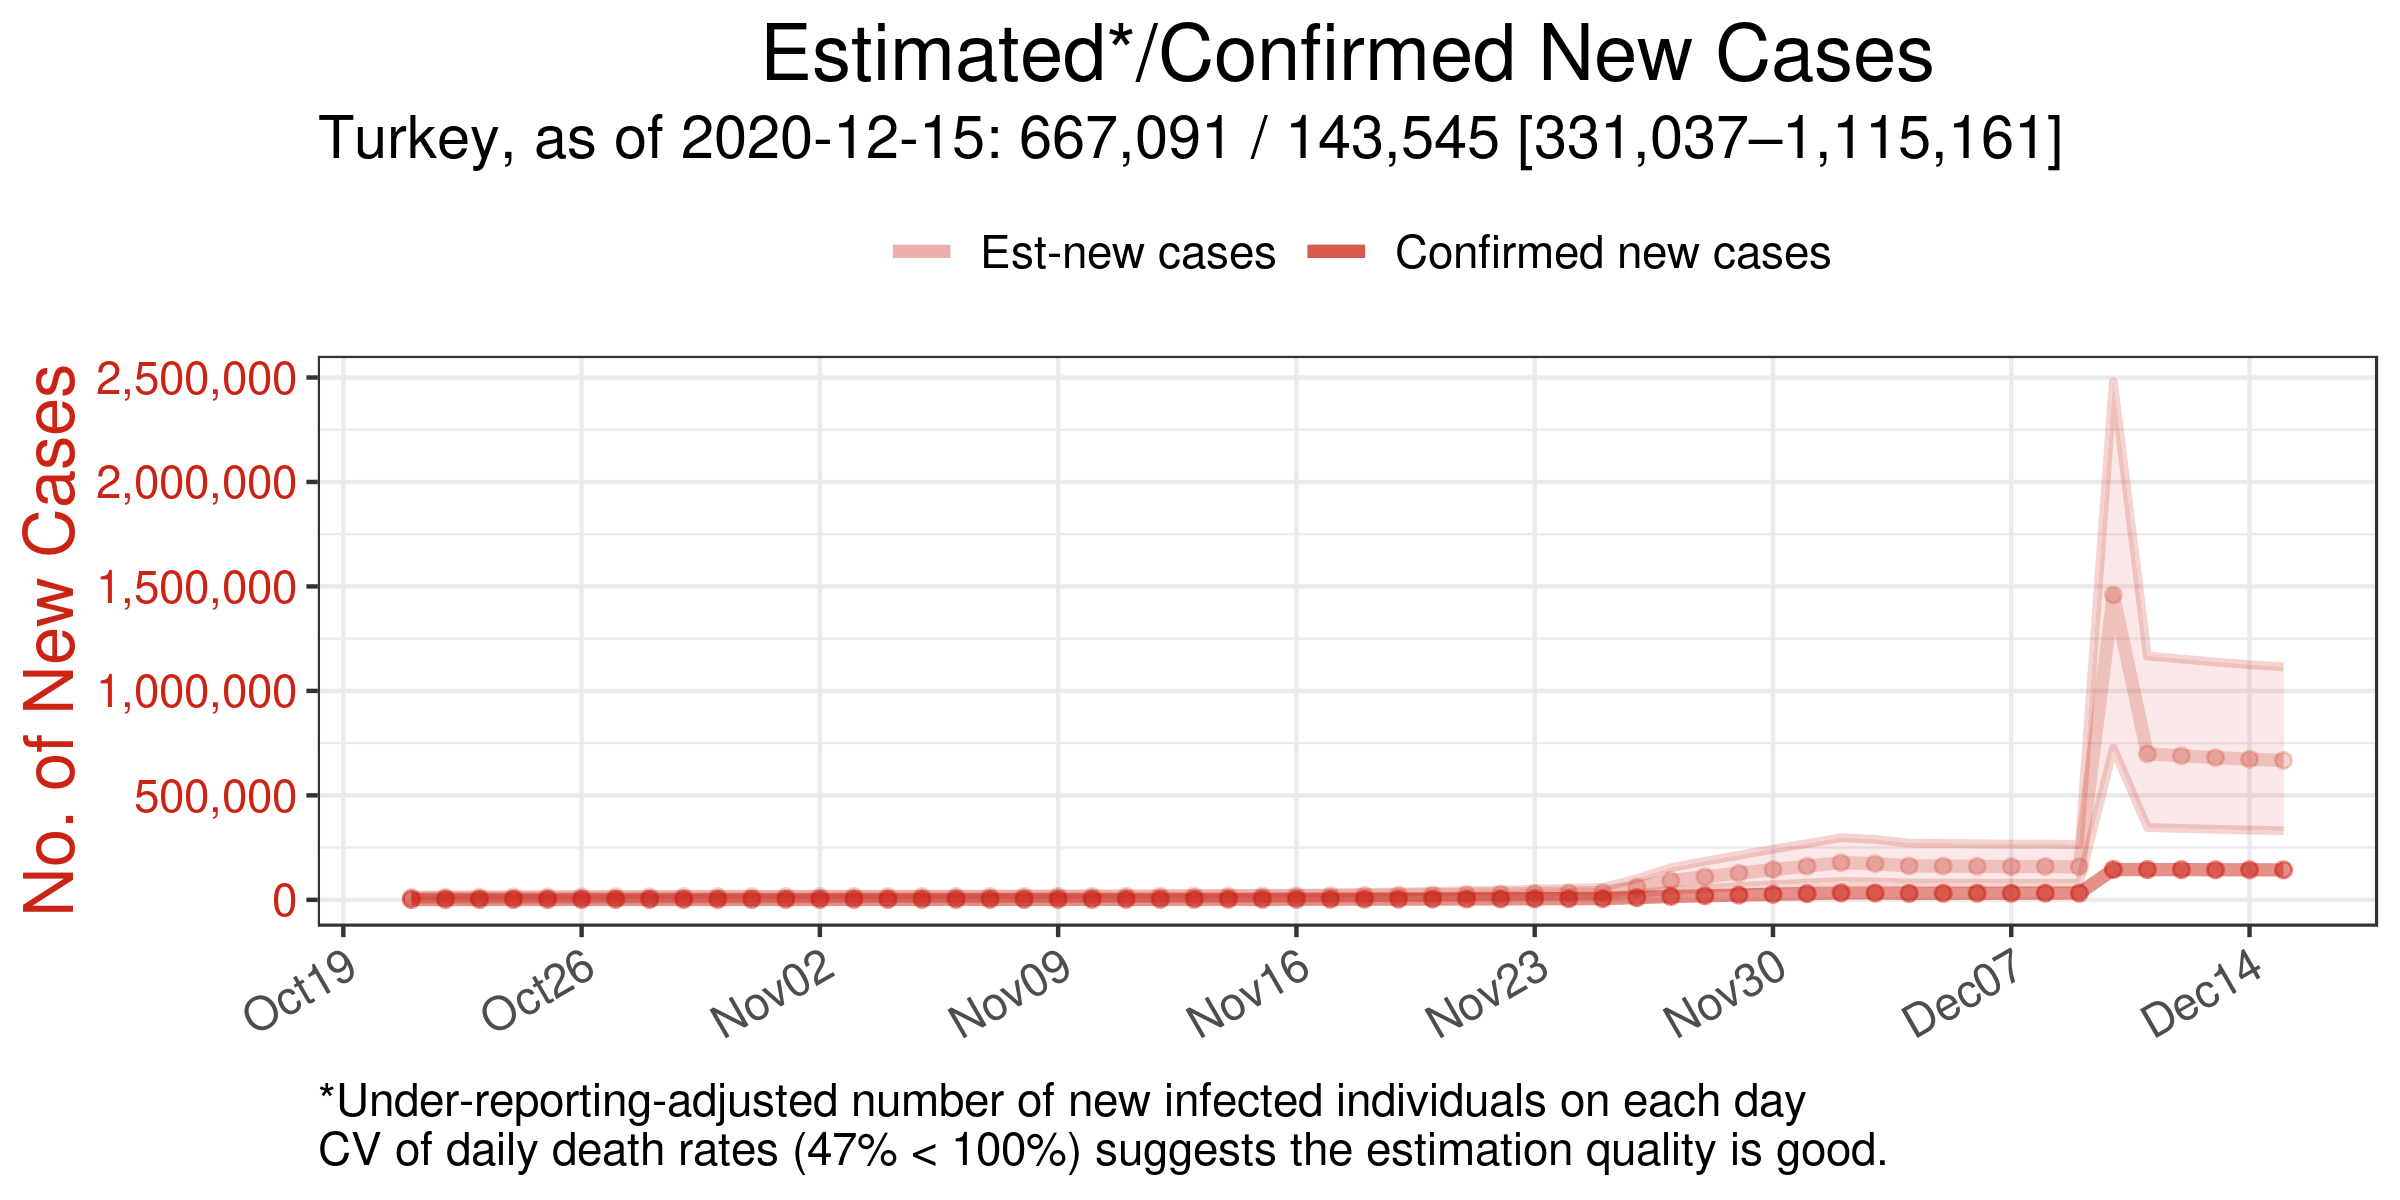 Estimated*/Confirmed New Cases
Turkey, as of 2020-12-15: 667,091 / 143,545 [331,037–1,115,161]
Est-new cases
Confirmed new cases
No. of New Cases
2,500,000
2,000,000
1,500,000
1,000,000
500,000
0
Oct19
Oct26
Nov02
Nov09
Nov16
Nov23
Nov30
Dec07
Dec14
*Under-reporting-adjusted number of new infected individuals on each day
CV of daily death rates (47% < 100%) suggests the estimation quality is good.